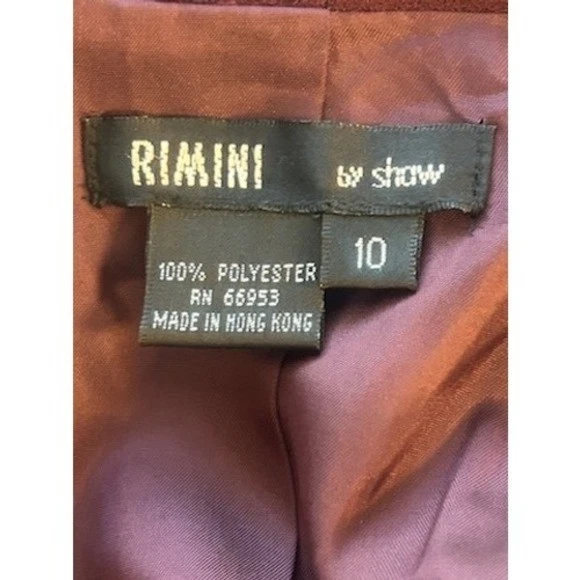 RIMINI by shaw
10
100% POLYESTER
RN 66953
MADE IN HONG KONG